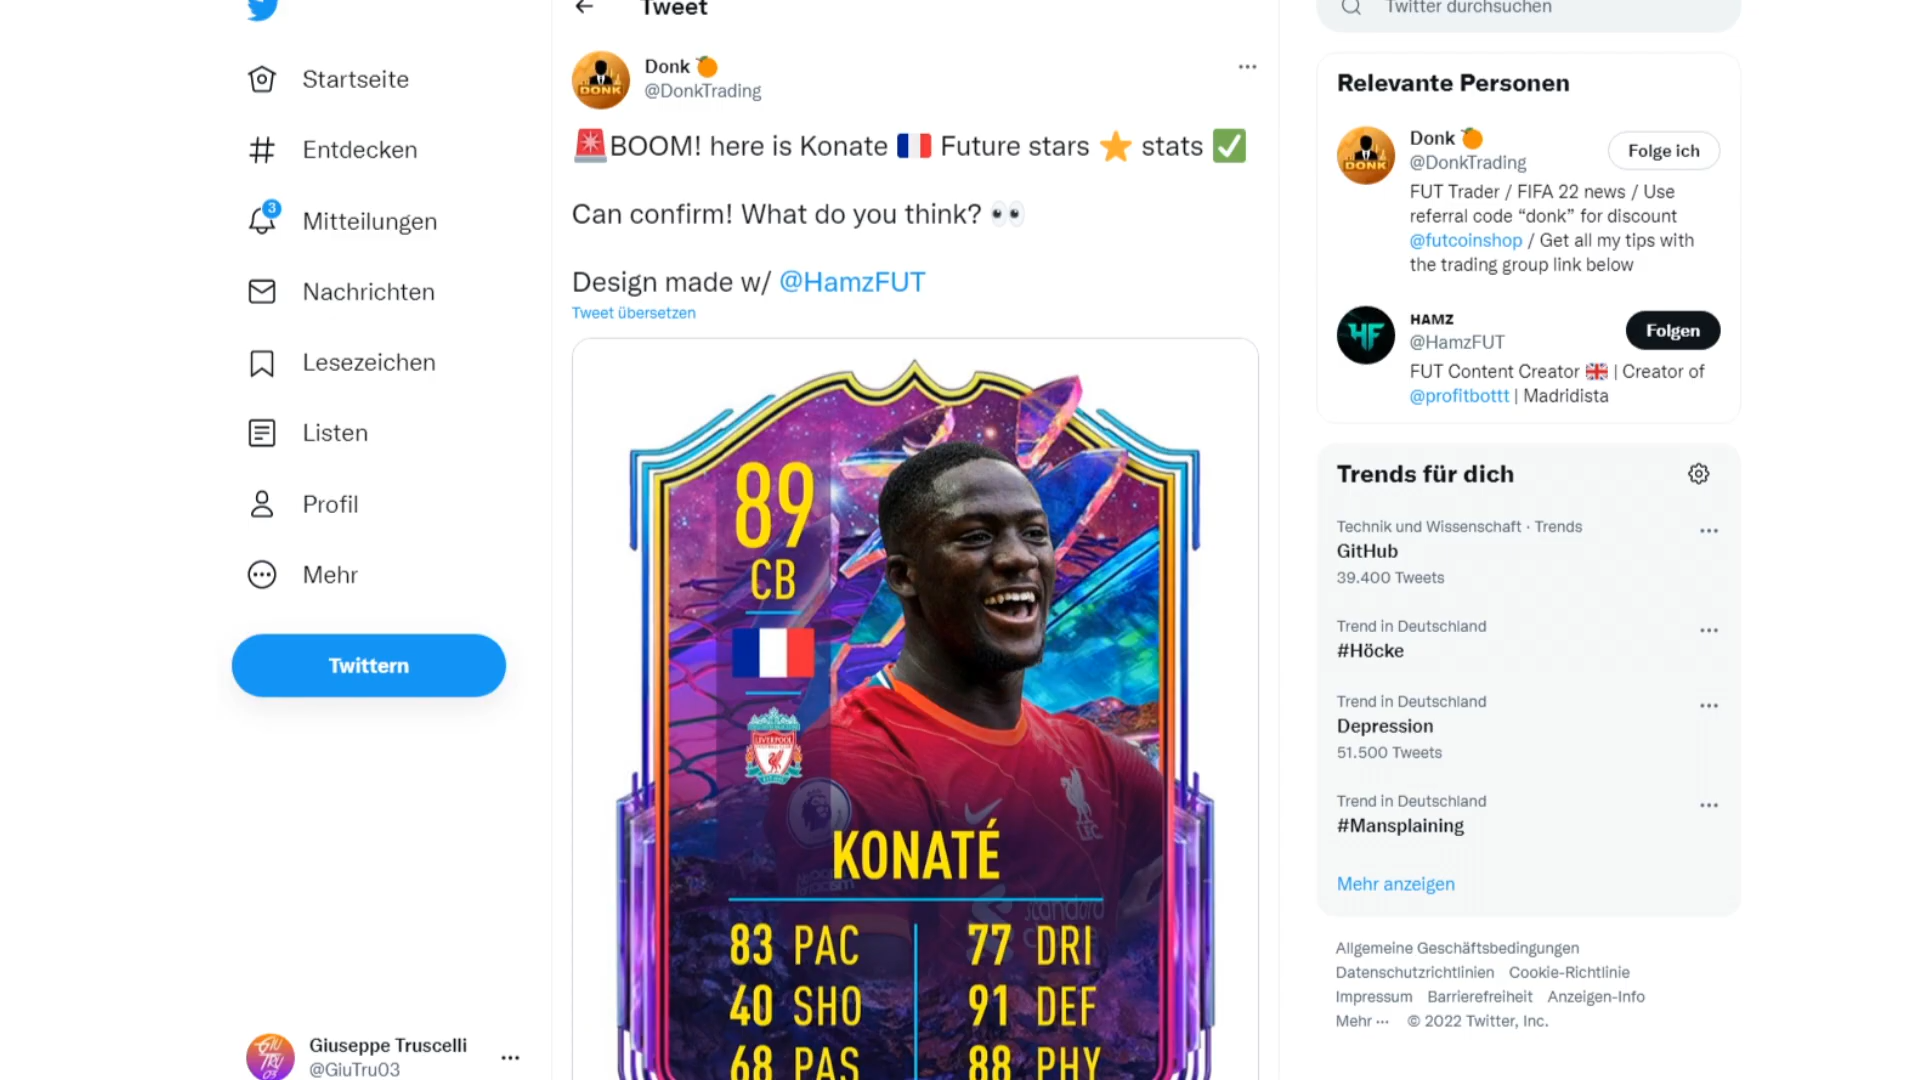 Startseite
Entdecken
3
Mitteilungen
Nachrichten
Lesezeichen
Listen
Profil
Mehr
Twittern
Giuseppe Truscelli
@GiuTru03
Tweet
Donk
@DonkTrading
BOOM! here is Konate Future stars stats
Can confirm! What do you think?
Design made w/ @HamzFUT
Tweet übersetzen
89
CB
KONATÉ
83 PAC 77 DRI
40 SHO 91 DEF
68 PAS 88 PHY
Twitter durchsuchen
Relevante Personen
Donk
@DonkTrading
Folge ich
FUT Trader / FIFA 22 news / Use
referral code “donk” for discount
@futcoinshop / Get all my tips with
the trading group link below
HAMZ
@HamzFUT
Folgen
FUT Content Creator | Creator of
@profitbottt | Madridista
Trends für dich
Technik und Wissenschaft · Trends
GitHub
39.400 Tweets
Trend in Deutschland
#Höcke
Trend in Deutschland
Depression
51.500 Tweets
Trend in Deutschland
#Mansplaining
Mehr anzeigen
Allgemeine Geschäftsbedingungen
Datenschutzrichtlinien Cookie-Richtlinie
Impressum Barrierefreiheit Anzeigen-Info
Mehr ··· © 2022 Twitter, Inc.